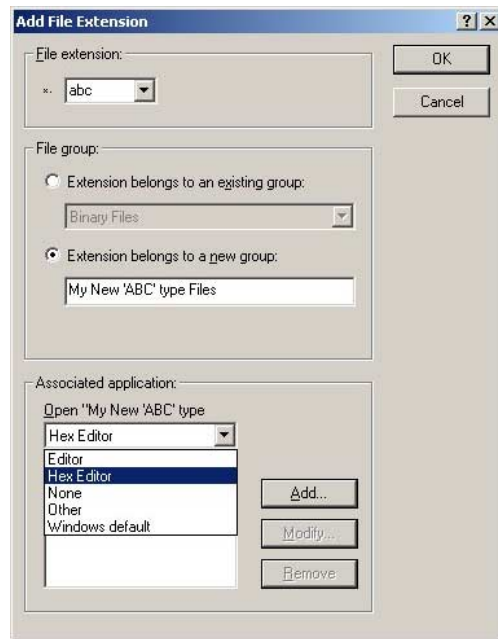 Add File Extension
File extension:
*. abc
OK
Cancel
File group:
Extension belongs to an existing group:
Binary Files
Extension belongs to a new group:
My New 'ABC' type Files
Associated application:
Open "My New 'ABC' type
Hex Editor
Editor
Hex Editor
None
Other
Windows default
Add...
Modify...
Remove